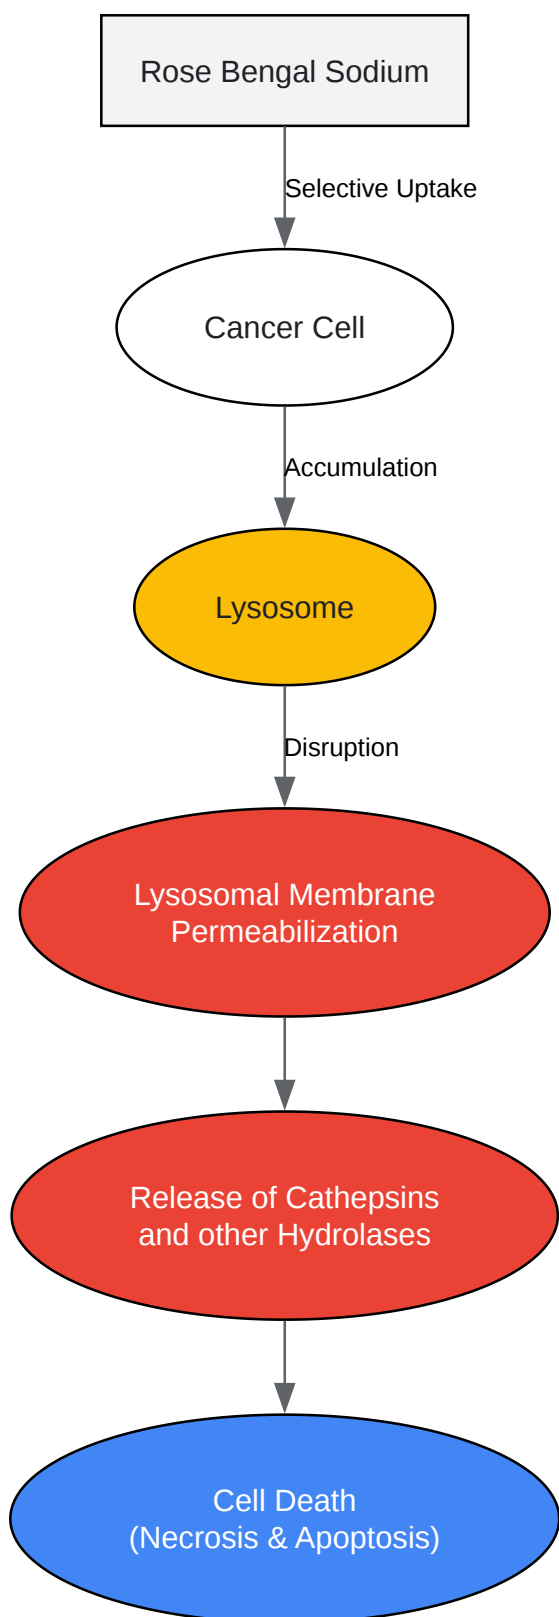 Rose Bengal Sodium
Selective Uptake
Cancer Cell
Accumulation
Lysosome
Disruption
Lysosomal Membrane
Permeabilization
Release of Cathepsins
and other Hydrolases
Cell Death
(Necrosis & Apoptosis)